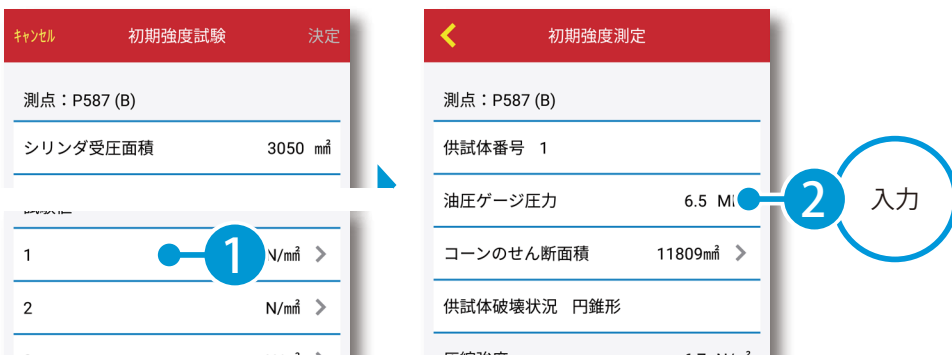 キャンセル 初期強度試験 決定
測点：P587 (B)
シリンダ受圧面積 3050 mm²
1 N/mm²
2 N/mm²
初期強度測定
測点：P587 (B)
供試体番号 1
油圧ゲージ圧力 6.5
コーンのせん断面積 11809mm²
供試体破壊状況 円錐形
1
2
入力